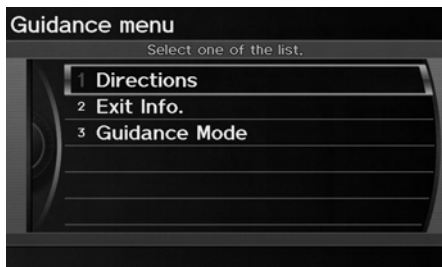 Guidance menu
Select one of the list.
1 Directions
2 Exit Info.
3 Guidance Mode